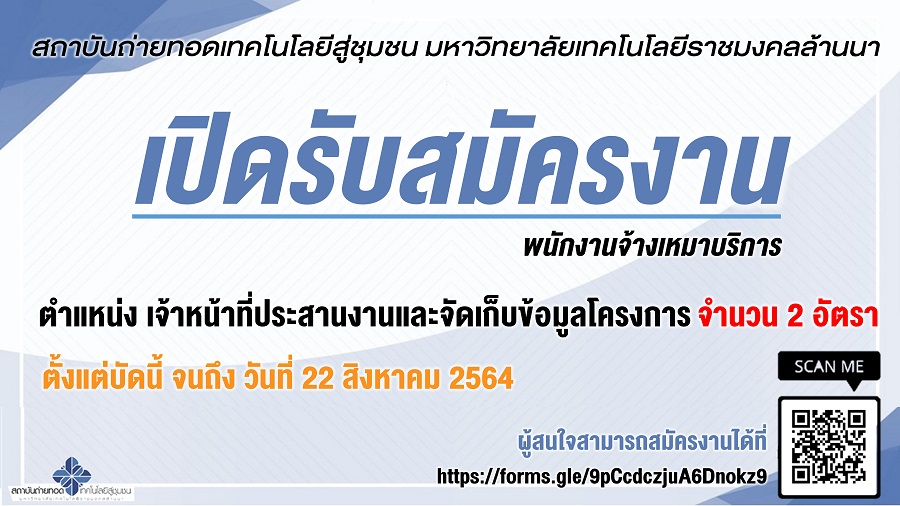 สถาบันถ่ายทอดเทคโนโลยีสู่ชุมชน มหาวิทยาลัยเทคโนโลยีราชมงคลล้านนา
เปิดรับสมัครงาน
พนักงานจ้างเหมาบริการ
ตำแหน่ง เจ้าหน้าที่ประสานงานและจัดเก็บข้อมูลโครงการ จำนวน 2 อัตรา
ตั้งแต่บัดนี้ จนถึง วันที่ 22 สิงหาคม 2564
SCAN ME
ผู้สนใจสามารถสมัครงานได้ที่
https://forms.gle/9pCcdczjuA6Dnokz9
สถาบันถ่ายทอด เทคโนโลยีสู่ชุมชน